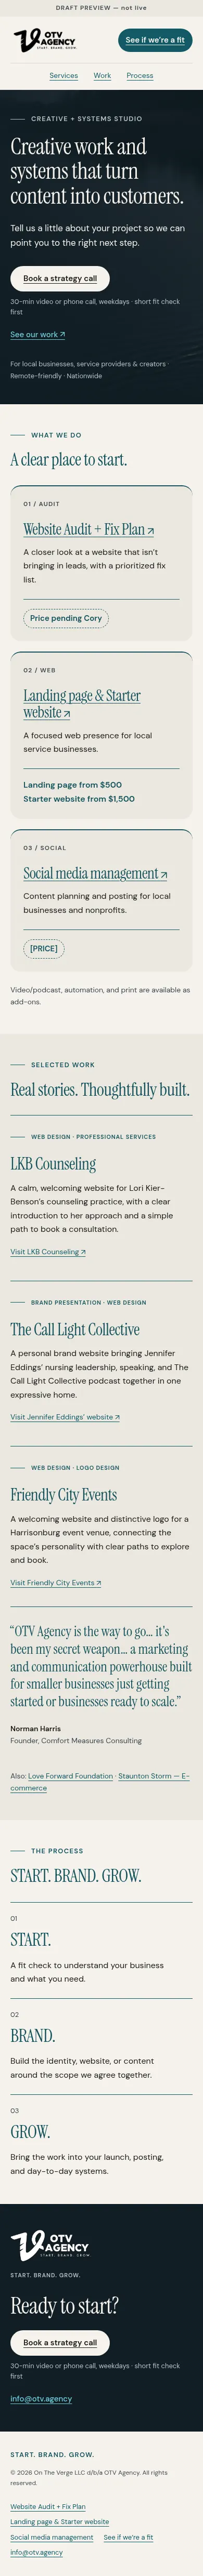 DRAFT PREVIEW — not live
OTV
AGENCY
START. BRAND. GROW.
See if we’re a fit
Services Work Process
CREATIVE + SYSTEMS STUDIO
Creative work and
systems that turn
content into customers.
Tell us a little about your project so we can
point you to the right next step.
Book a strategy call
30-min video or phone call, weekdays · short fit check
first
See our work ↗
For local businesses, service providers & creators ·
Remote-friendly · Nationwide
WHAT WE DO
A clear place to start.
01 / AUDIT
Website Audit + Fix Plan ↗
A closer look at a website that isn’t
bringing in leads, with a prioritized fix
list.
Price pending Cory
02 / WEB
Landing page & Starter
website ↗
A focused web presence for local
service businesses.
Landing page from $500
Starter website from $1,500
03 / SOCIAL
Social media management ↗
Content planning and posting for local
businesses and nonprofits.
[PRICE]
Video/podcast, automation, and print are available as
add-ons.
SELECTED WORK
Real stories. Thoughtfully built.
WEB DESIGN · PROFESSIONAL SERVICES
LKB Counseling
A calm, welcoming website for Lori Kier-
Benson’s counseling practice, with a clear
introduction to her approach and a simple
path to book a consultation.
Visit LKB Counseling ↗
BRAND PRESENTATION · WEB DESIGN
The Call Light Collective
A personal brand website bringing Jennifer
Eddings’ nursing leadership, speaking, and The
Call Light Collective podcast together in one
expressive home.
Visit Jennifer Eddings’ website ↗
WEB DESIGN · LOGO DESIGN
Friendly City Events
A welcoming website and distinctive logo for a
Harrisonburg event venue, connecting the
space’s personality with clear paths to explore
and book.
Visit Friendly City Events ↗
“OTV Agency is the way to go... it’s
been my secret weapon... a marketing
and communication powerhouse built
for smaller businesses just getting
started or businesses ready to scale.”
Norman Harris
Founder, Comfort Measures Consulting
Also: Love Forward Foundation · Staunton Storm — E-
commerce
THE PROCESS
START. BRAND. GROW.
01
START.
A fit check to understand your business
and what you need.
02
BRAND.
Build the identity, website, or content
around the scope we agree together.
03
GROW.
Bring the work into your launch, posting,
and day-to-day systems.
OTV
AGENCY
START. BRAND. GROW.
START. BRAND. GROW.
Ready to start?
Book a strategy call
30-min video or phone call, weekdays · short fit check
first
info@otv.agency
START. BRAND. GROW.
© 2026 On The Verge LLC d/b/a OTV Agency. All rights
reserved.
Website Audit + Fix Plan
Landing page & Starter website
Social media management See if we’re a fit
info@otv.agency